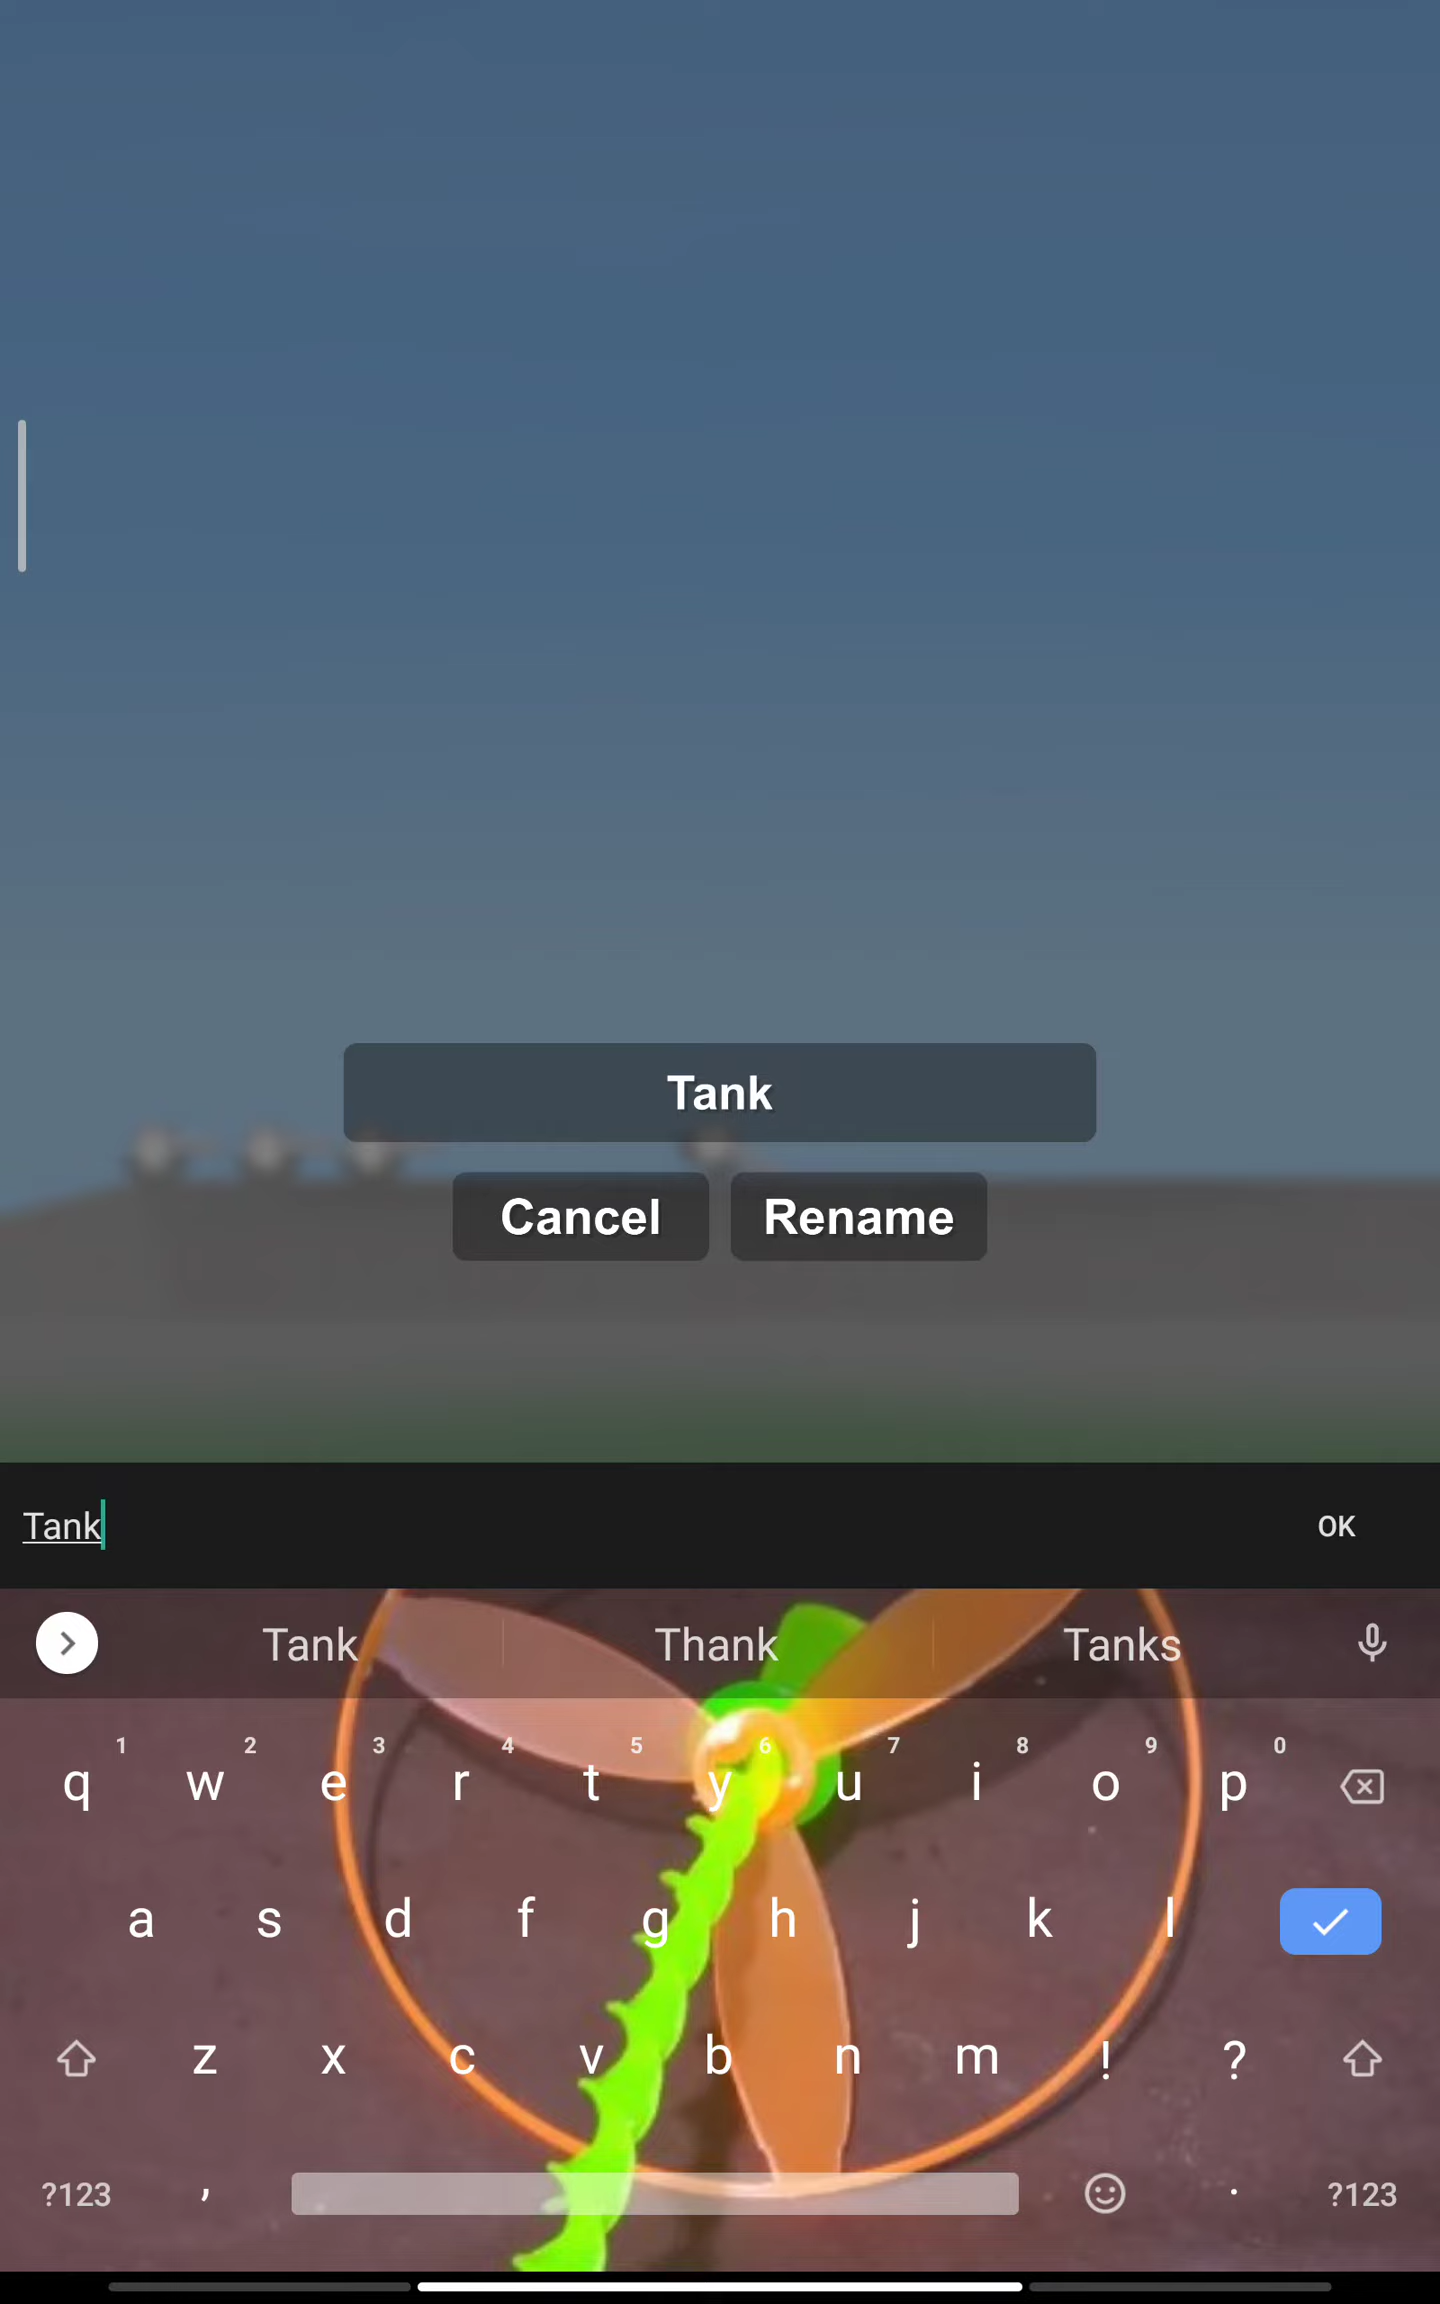 Tank
Cancel Rename
Tank OK
Tank Thank Tanks
1 2 3 4 5 6 7 8 9 0
q w e r t y u i o p
a s d f g h j k l
z x c v b n m ! ?
?123 , . ?123